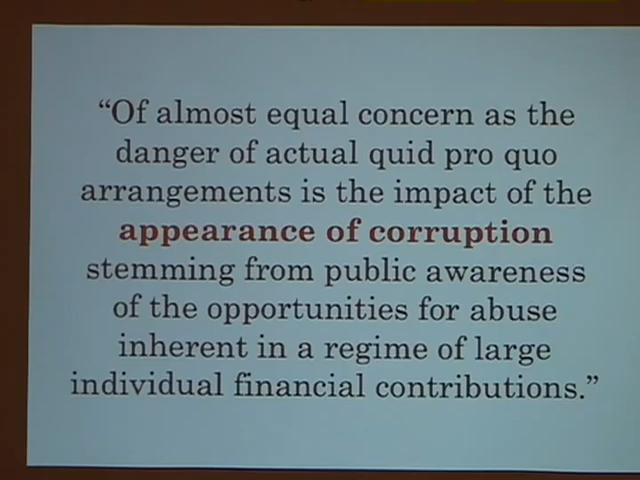 “Of almost equal concern as the
danger of actual quid pro quo
arrangements is the impact of the
appearance of corruption
stemming from public awareness
of the opportunities for abuse
inherent in a regime of large
individual financial contributions.”